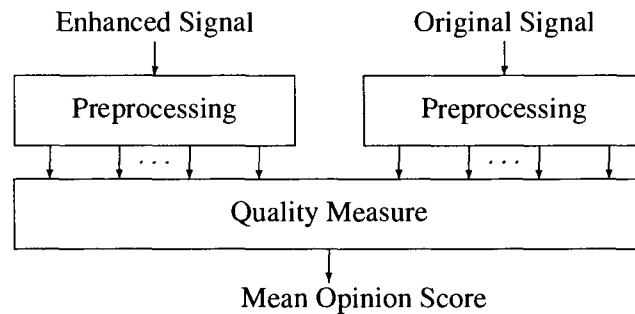 Enhanced Signal
Original Signal
Preprocessing
Preprocessing
. . .
. . .
Quality Measure
Mean Opinion Score